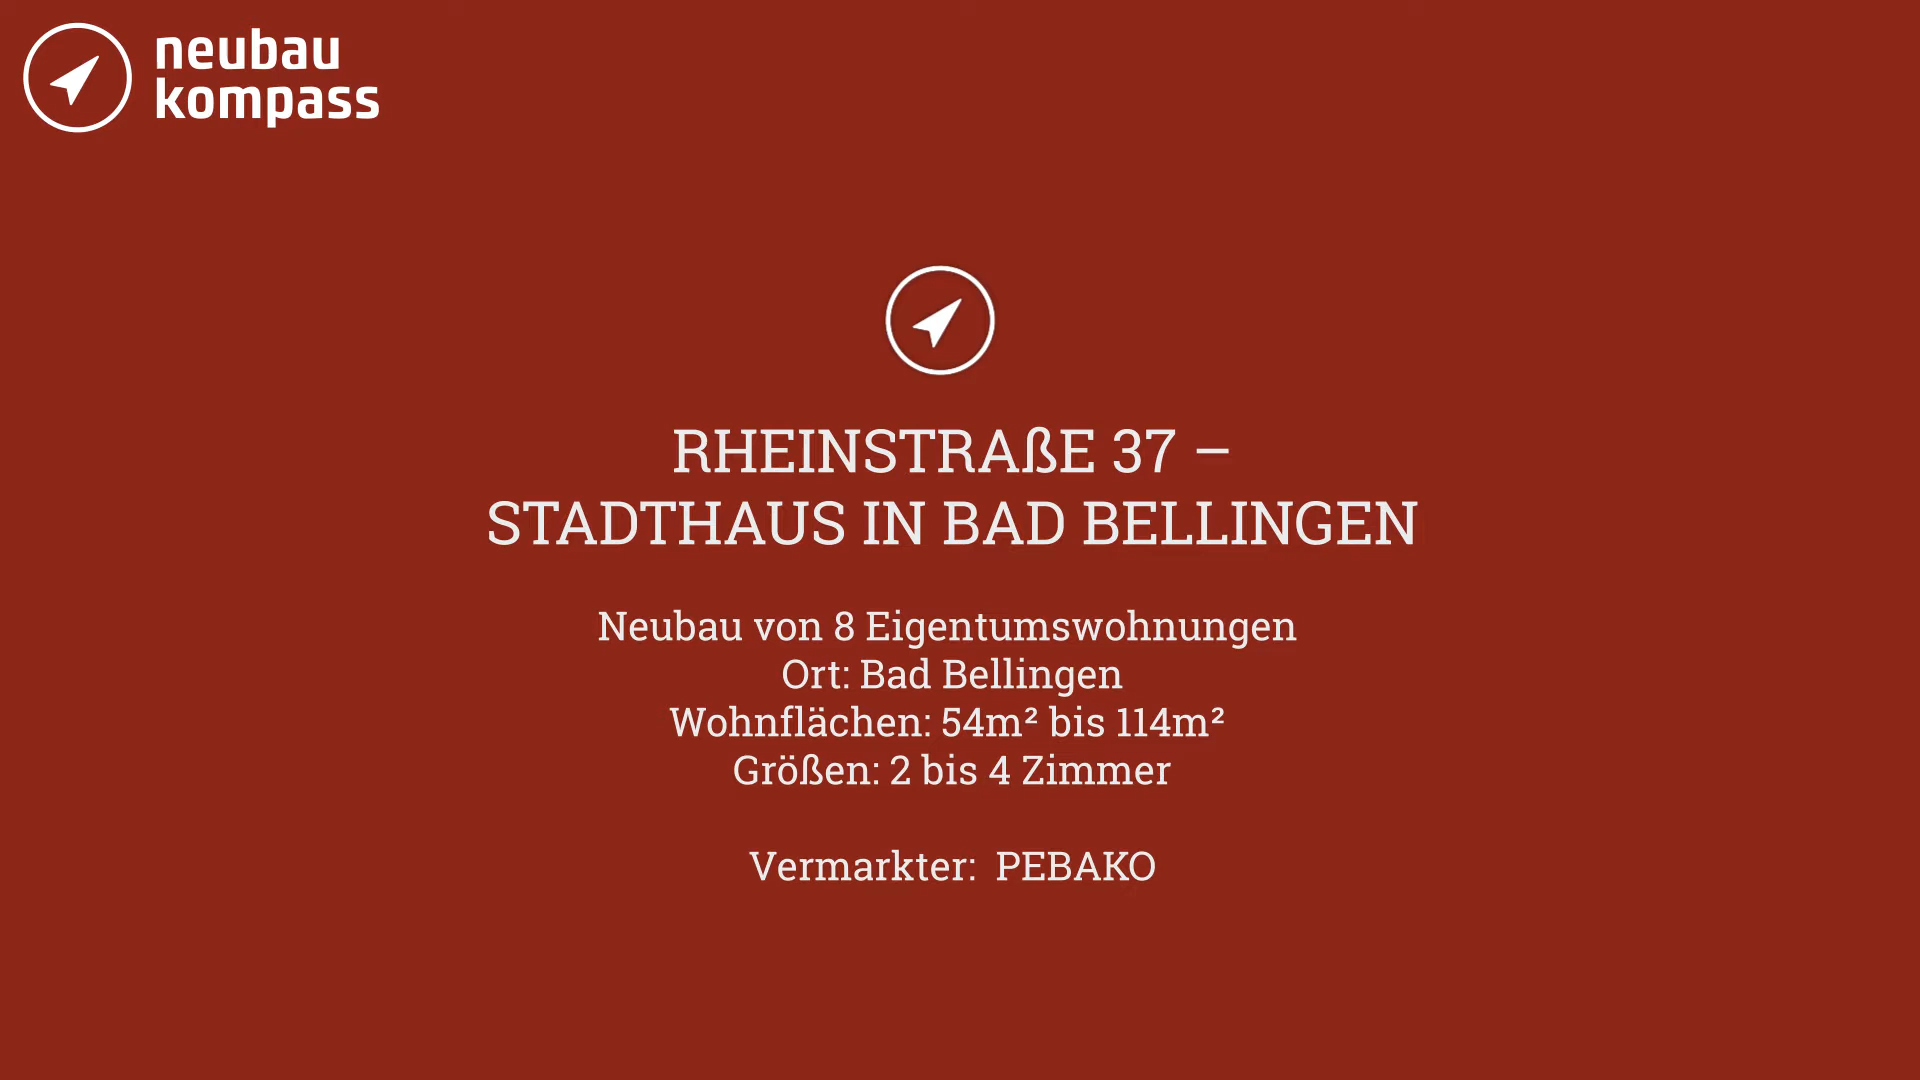 neubau
kompass
RHEINSTRAßE 37 –
STADTHAUS IN BAD BELLINGEN
Neubau von 8 Eigentumswohnungen
Ort: Bad Bellingen
Wohnflächen: 54m² bis 114m²
Größen: 2 bis 4 Zimmer
Vermarkter: PEBAKO